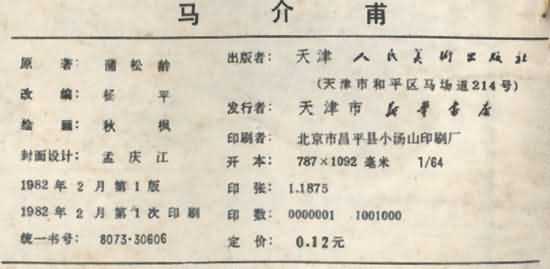 马介甫
原著：蒲松龄
改编：杨平
绘画：秋枫
封面设计：孟庆江
1982年2月第1版
1982年2月第1次印刷
统一书号：8073·30606
出版者：天津人民美術出版社
（天津市和平区马场道214号）
发行者：天津市新华书店
印刷者：北京市昌平县小汤山印刷厂
开本：787×1092毫米 1/64
印张：1.1875
印数：0000001 1001000
定价：0.12元